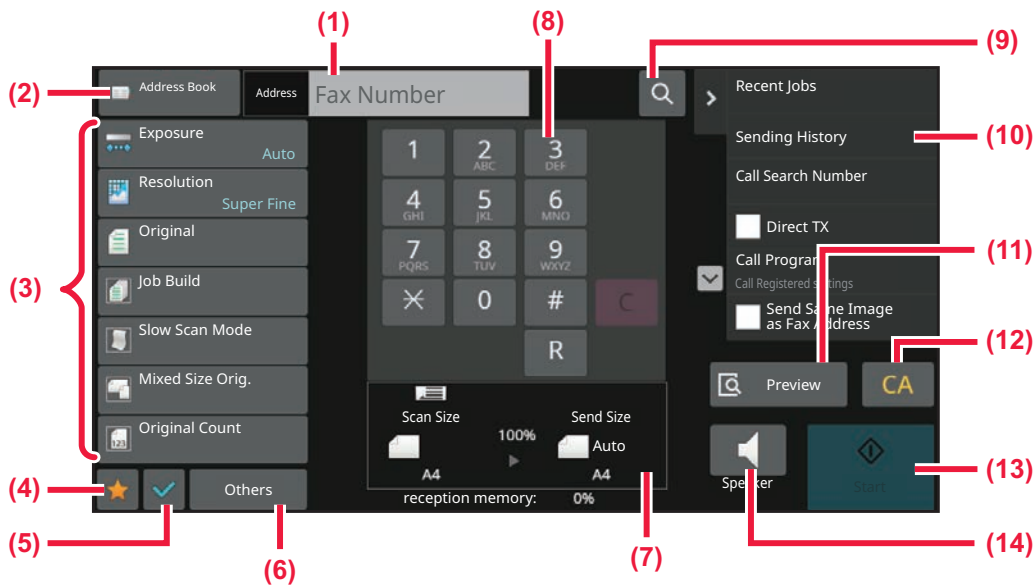 (1)
(8)
(9)
(2)
Address Book
Address
Fax Number
Recent Jobs
(10)
Sending History
Call Search Number
Direct TX
(11)
Call Program
Call Registered settings
Send Same Image
as Fax Address
(12)
(3)
Exposure
Auto
Resolution
Super Fine
Original
Job Build
Slow Scan Mode
Mixed Size Orig.
Original Count
123
1
2
ABC
3
DEF
4
GHI
5
JKL
6
MNO
7
PQRS
8
TUV
9
WXYZ
0
#
C
R
Preview
CA
Scan Size
Send Size
100%
Auto
A4
A4
reception memory: 0%
Speaker
Start
(13)
(4)
Others
(5)
(6)
(7)
(14)